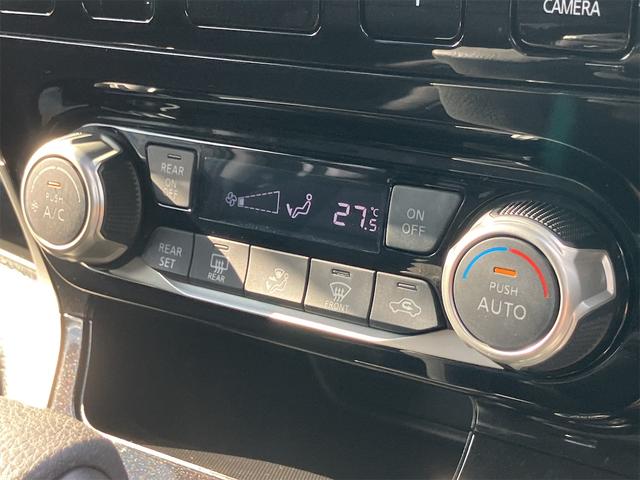 CAMERA
REAR
ON
OFF
PUSH
A/C
27.5°C
ON
OFF
REAR
SET
REAR
FRONT
PUSH
AUTO